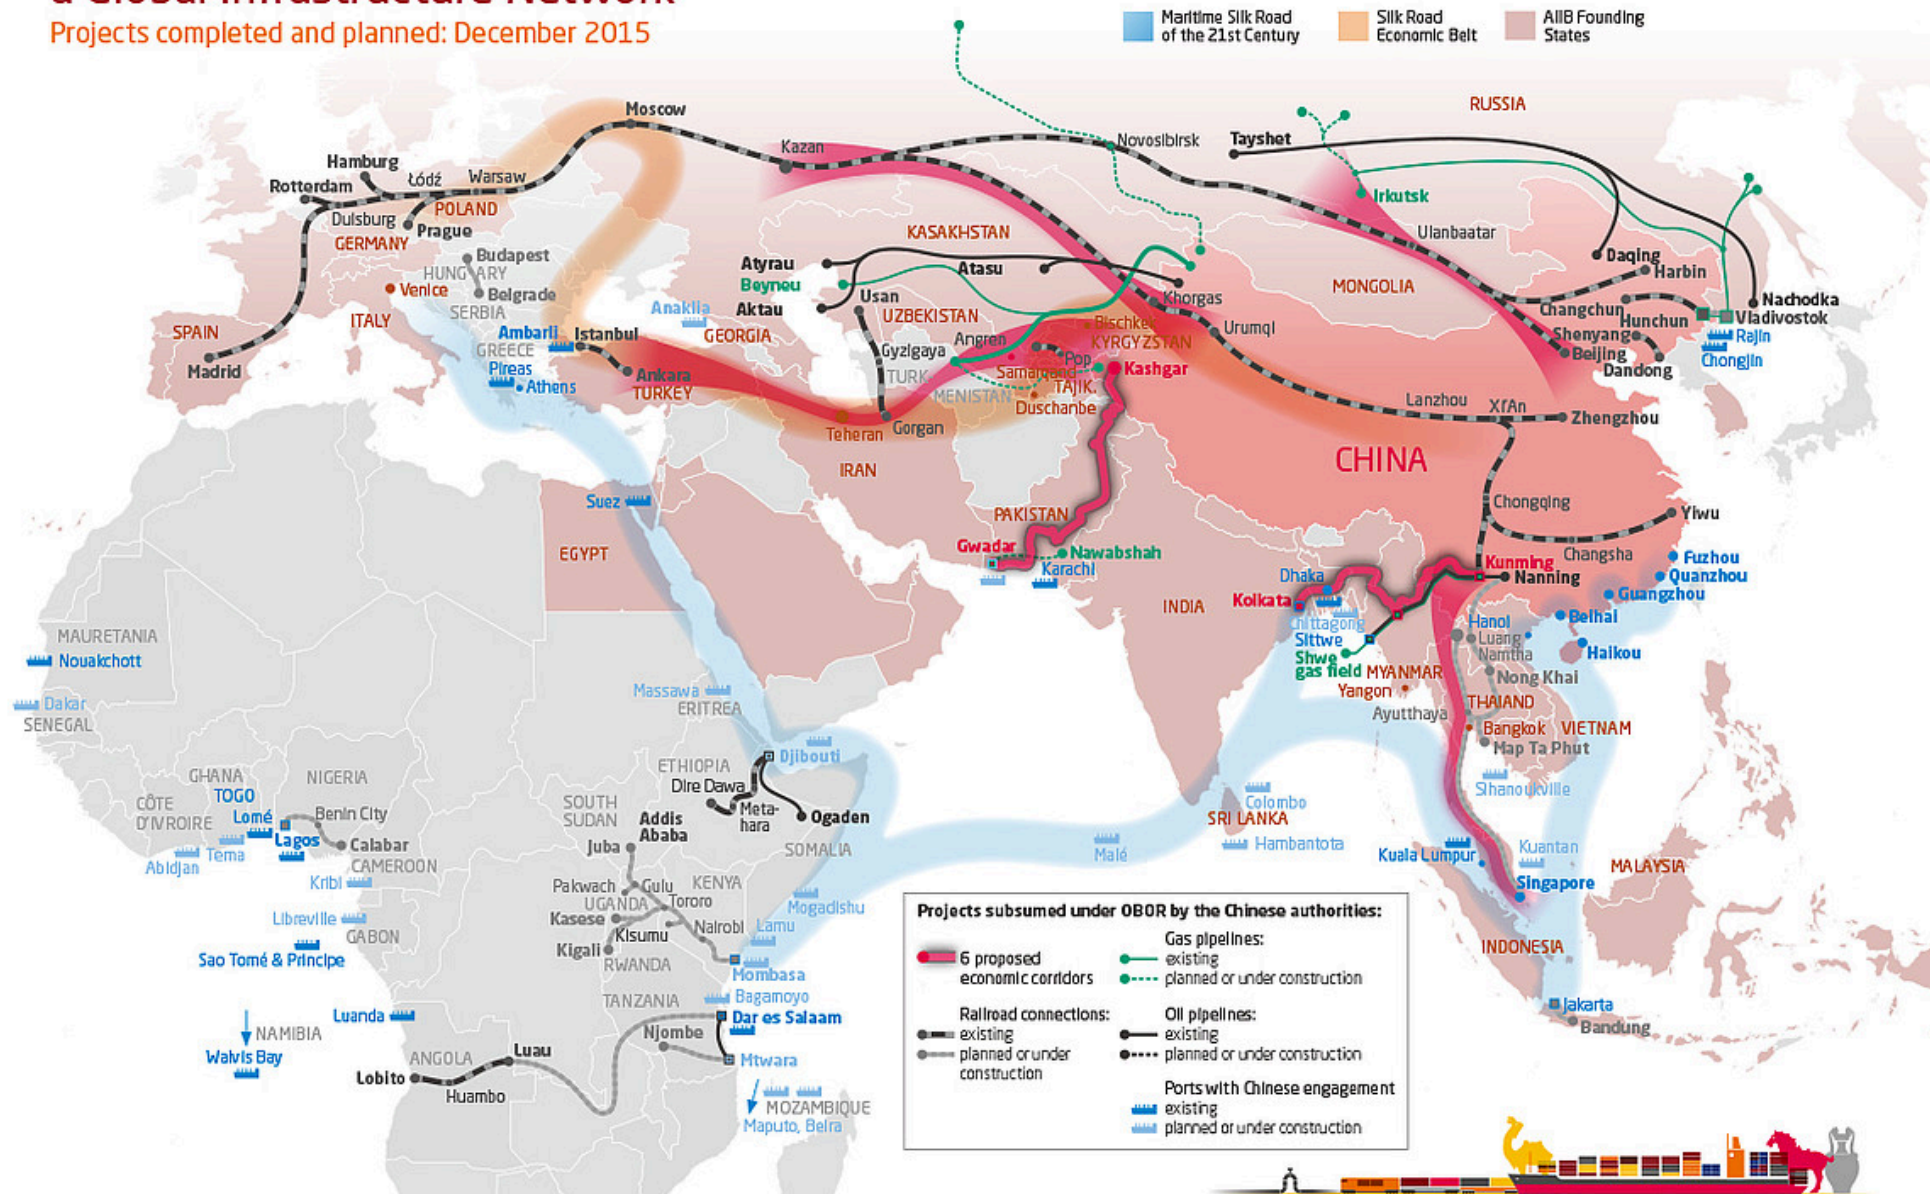 a Global Infrastructure Network
Projects completed and planned: December 2015
Maritime Silk Road
of the 21st Century
Silk Road
Economic Belt
AIIB Founding
States
Moscow
RUSSIA
Kazan
Novosibirsk
Tayshet
Hamburg
Łódź
Warsaw
Rotterdam
Duisburg
POLAND
Prague
GERMANY
Irkutsk
Ulanbaatar
KASAKHSTAN
Budapest
HUNGARY
Belgrade
SERBIA
Venice
ITALY
SPAIN
Madrid
Atyrau
Beyneu
Aktau
Atasu
Usan
UZBEKISTAN
Khorgas
Urumqi
MONGOLIA
Daqing
Harbin
Changchun
Hunchun
Nachodka
Vladivostok
Shenyang
Rajin
Chongjin
Beijing
Dandong
Anaklia
GEORGIA
Ambarli
Istanbul
GREECE
Pireas
Athens
Ankara
TURKEY
Angren
Bischkek
KYRGYZSTAN
Gyzlgaya
Pop
TURK
MENISTAN
Samarqand
TAJIK.
Duschanbe
Kashgar
Teheran
Gorgan
IRAN
Lanzhou
Xi'An
Zhengzhou
CHINA
Chongqing
Yiwu
Changsha
Suez
EGYPT
PAKISTAN
Gwadar
Nawabshah
Karachi
INDIA
Dhaka
Kolkata
Chittagong
Sittwe
Shwe
gas field
MYANMAR
Yangon
Kunming
Nanning
Fuzhou
Quanzhou
Guangzhou
Beihai
Haikou
Hanoi
Luang
Namtha
Nong Khai
THAIAND
Ayutthaya
Bangkok
VIETNAM
Map Ta Phut
Sihanoukville
MAURETANIA
Nouakchott
Dakar
SENEGAL
Massawa
ERITREA
Djibouti
ETHIOPIA
Dire Dawa
Meta-
hara
Ogaden
SOUTH
SUDAN
Addis
Ababa
Juba
SOMALIA
GHANA
TOGO
NIGERIA
CÔTE
D'IVROIRE
Lomé
Benin City
Lagos
Calabar
Tema
Abidjan
CAMEROON
Kribi
Libreville
GABON
Sao Tomé & Principe
Pakwach
Gulu
KENYA
UGANDA
Tororo
Kasese
Kisumu
Nairobi
Kigali
RWANDA
Mogadishu
Lamu
Mombasa
TANZANIA
Bagamoyo
Dar es Salaam
Njombe
Mtwara
Luanda
NAMIBIA
Walvis Bay
ANGOLA
Luau
Lobito
Huambo
MOZAMBIQUE
Maputo, Beira
Malé
Colombo
SRI LANKA
Hambantota
Kuala Lumpur
Kuantan
MALAYSIA
Singapore
INDONESIA
Jakarta
Bandung
Projects subsumed under OBOR by the Chinese authorities:
6 proposed
economic corridors
Railroad connections:
existing
planned or under
construction
Gas pipelines:
existing
planned or under construction
Oil pipelines:
existing
planned or under construction
Ports with Chinese engagement
existing
planned or under construction